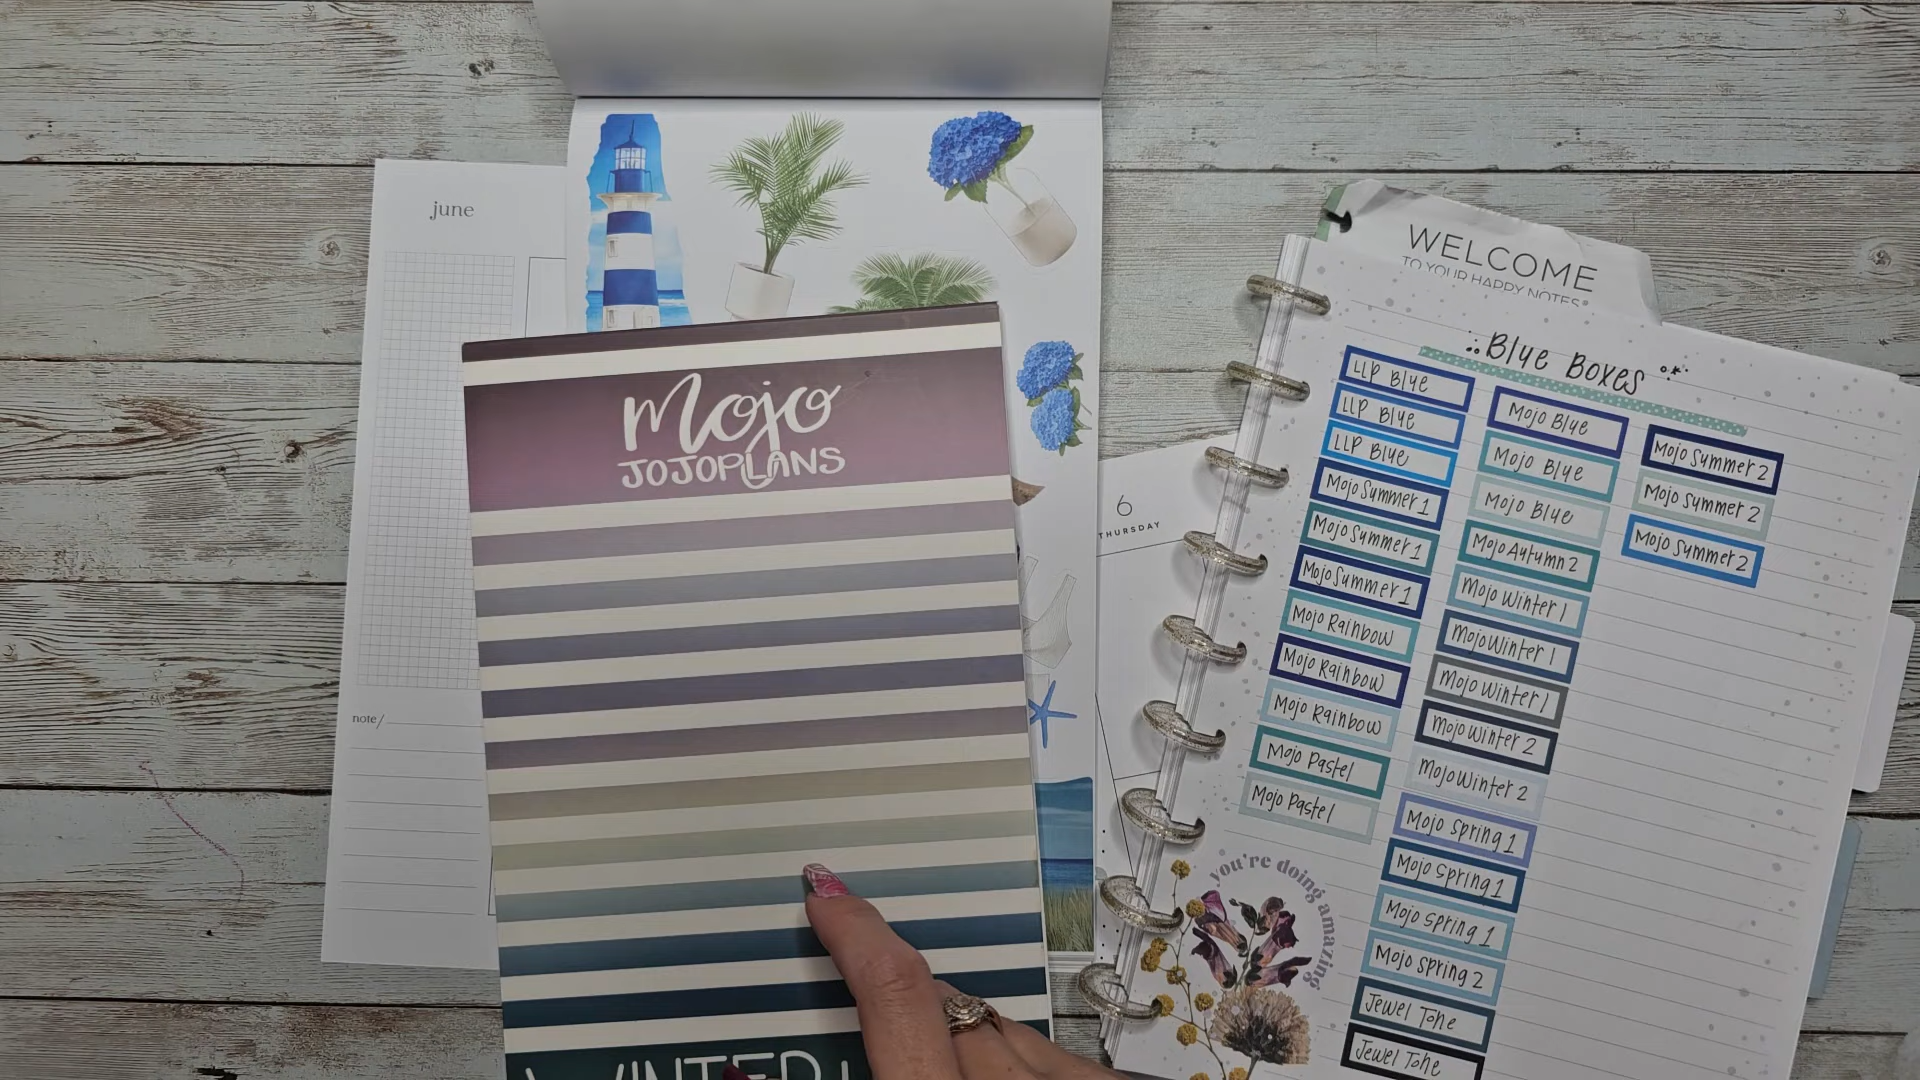 june
note/
mojo
JOJOPLANS
WINTER
6
THURSDAY
WELCOME
TO YOUR HAPPY NOTES®
Blue Boxes
LLP Blue
LLP Blue
LLP Blue
Mojo Summer 1
Mojo Summer 1
Mojo Summer 1
Mojo Rainbow
Mojo Rainbow
Mojo Rainbow
Mojo Pastel
Mojo Pastel
Mojo Blue
Mojo Blue
Mojo Blue
Mojo Autumn 2
Mojo Winter 1
Mojo Winter 1
Mojo Winter 1
Mojo Winter 2
Mojo Winter 2
Mojo Spring 1
Mojo Spring 1
Mojo Spring 1
Mojo Spring 2
Jewel Tone
Jewel Tone
Mojo Summer 2
Mojo Summer 2
Mojo Summer 2
you're doing amazing